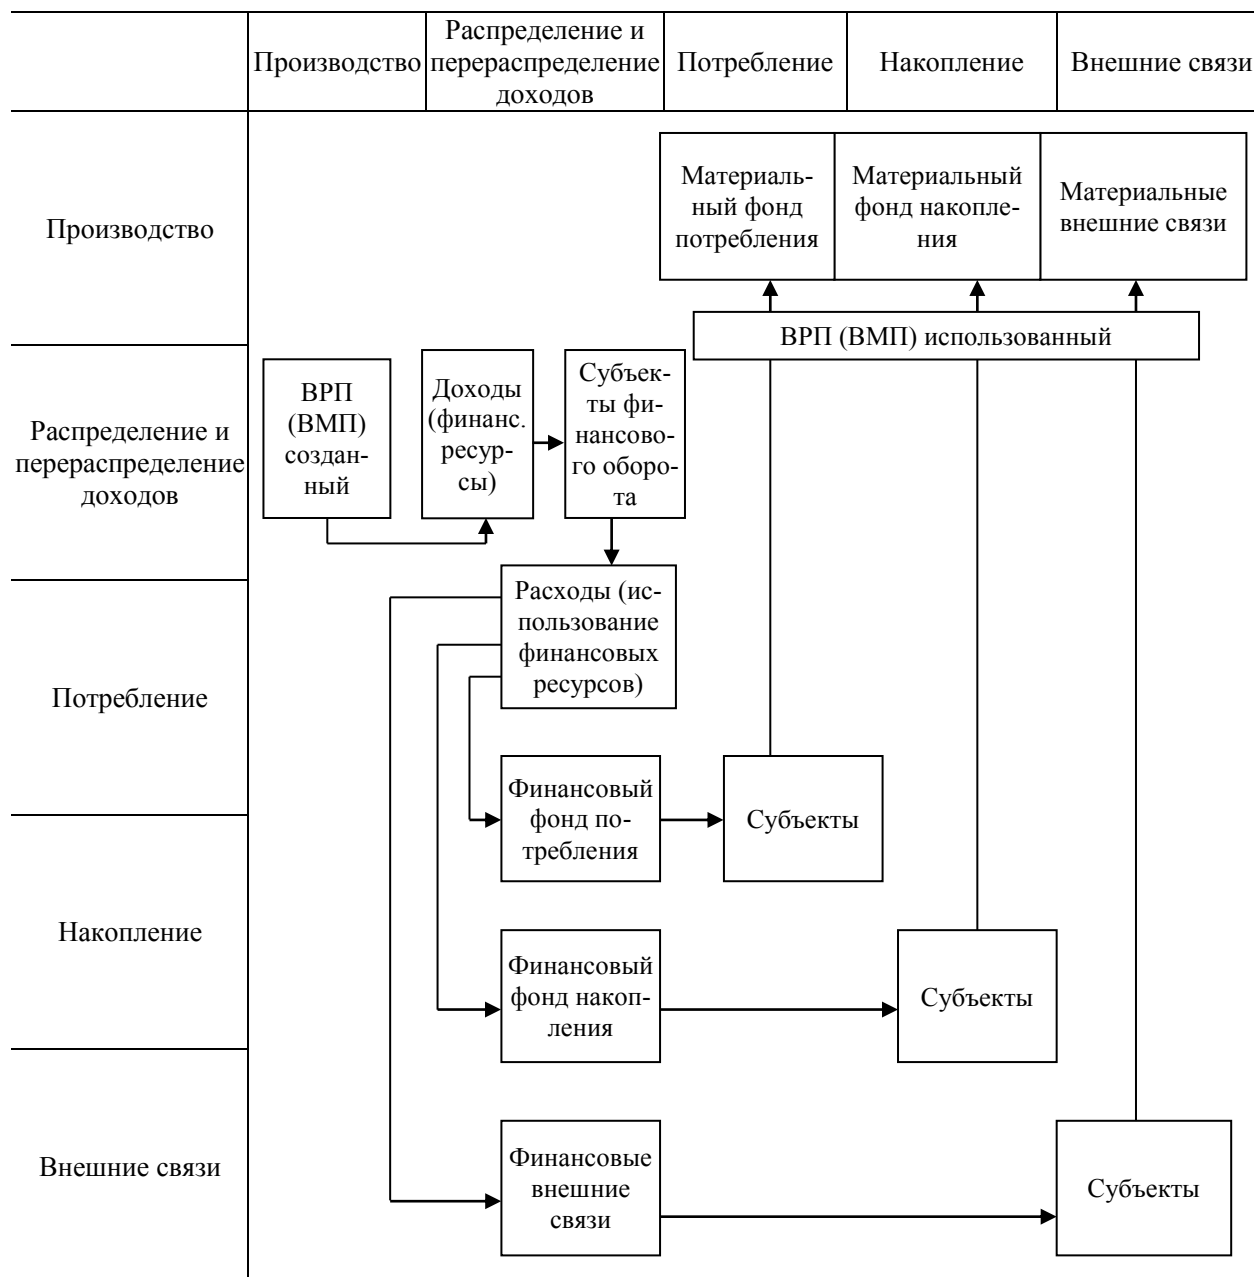 Производство
Распределение и
перераспределение
доходов
Потребление
Накопление
Внешние связи
Производство
Материаль-
ный фонд
потребления
Материальный
фонд накопле-
ния
Материальные
внешние связи
ВРП (ВМП) использованный
Распределение и
перераспределение
доходов
ВРП
(ВМП)
создан-
ный
Доходы
(финанс.
ресур-
сы)
Субъек-
ты фи-
нансово-
го оборо-
та
Потребление
Расходы (ис-
пользование
финансовых
ресурсов)
Финансовый
фонд по-
требления
Субъекты
Накопление
Финансовый
фонд накоп-
ления
Субъекты
Внешние связи
Финансовые
внешние
связи
Субъекты